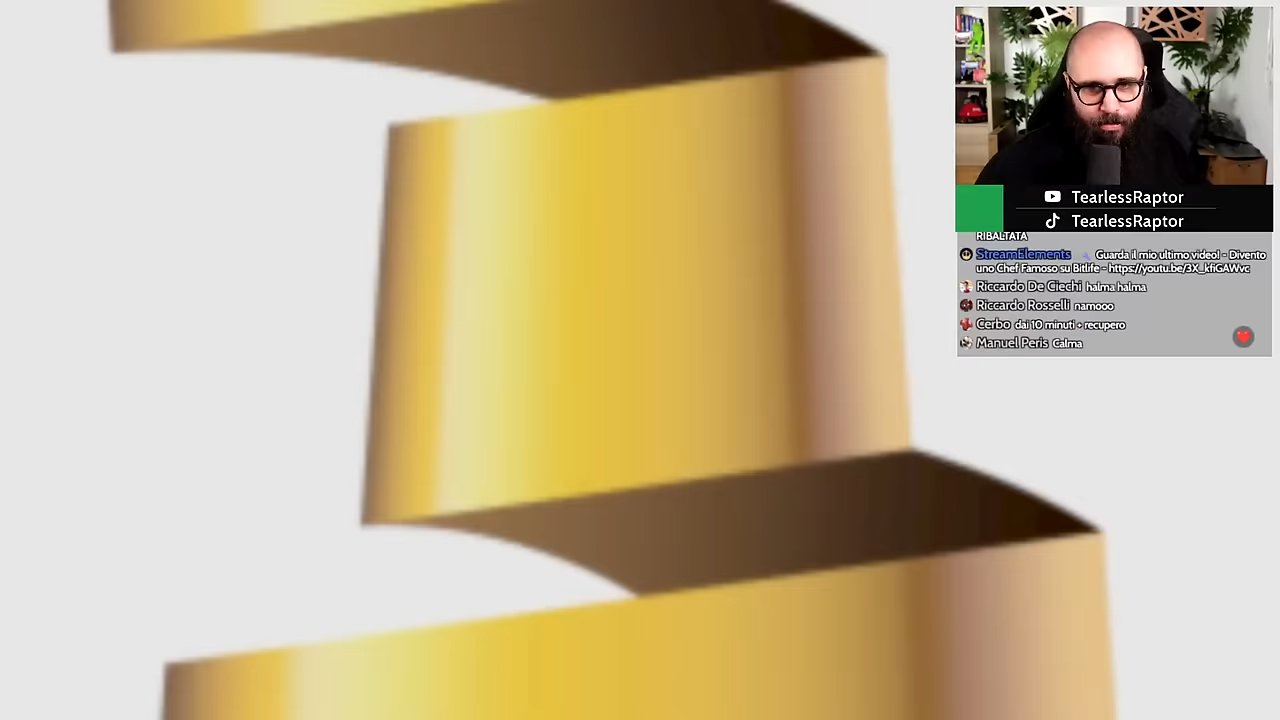 TearlessRaptor
TearlessRaptor
RIBALTATA
StreamElements Guarda il mio ultimo video! - Divento
uno Chef Famoso su Bitlife - https://youtu.be/3X_kfiGAWvc
Riccardo De Ciechi halma halma
Riccardo Rosselli namooo
Cerbo dai 10 minuti + recupero
Manuel Peris Calma